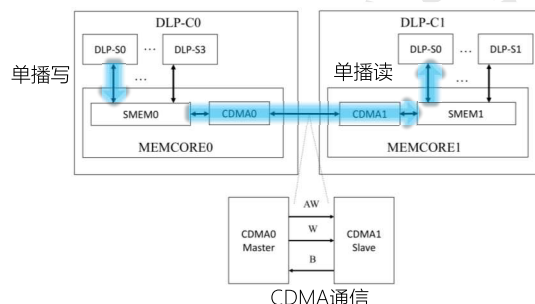 DLP-C0
DLP-C1
DLP-S0
...
DLP-S3
DLP-S0
...
DLP-S1
单播写
单播读
...
...
SMEM0
CDMA0
CDMA1
SMEM1
MEMCORE0
MEMCORE1
AW
CDMA0
Master
W
CDMA1
Slave
B
CDMA通信